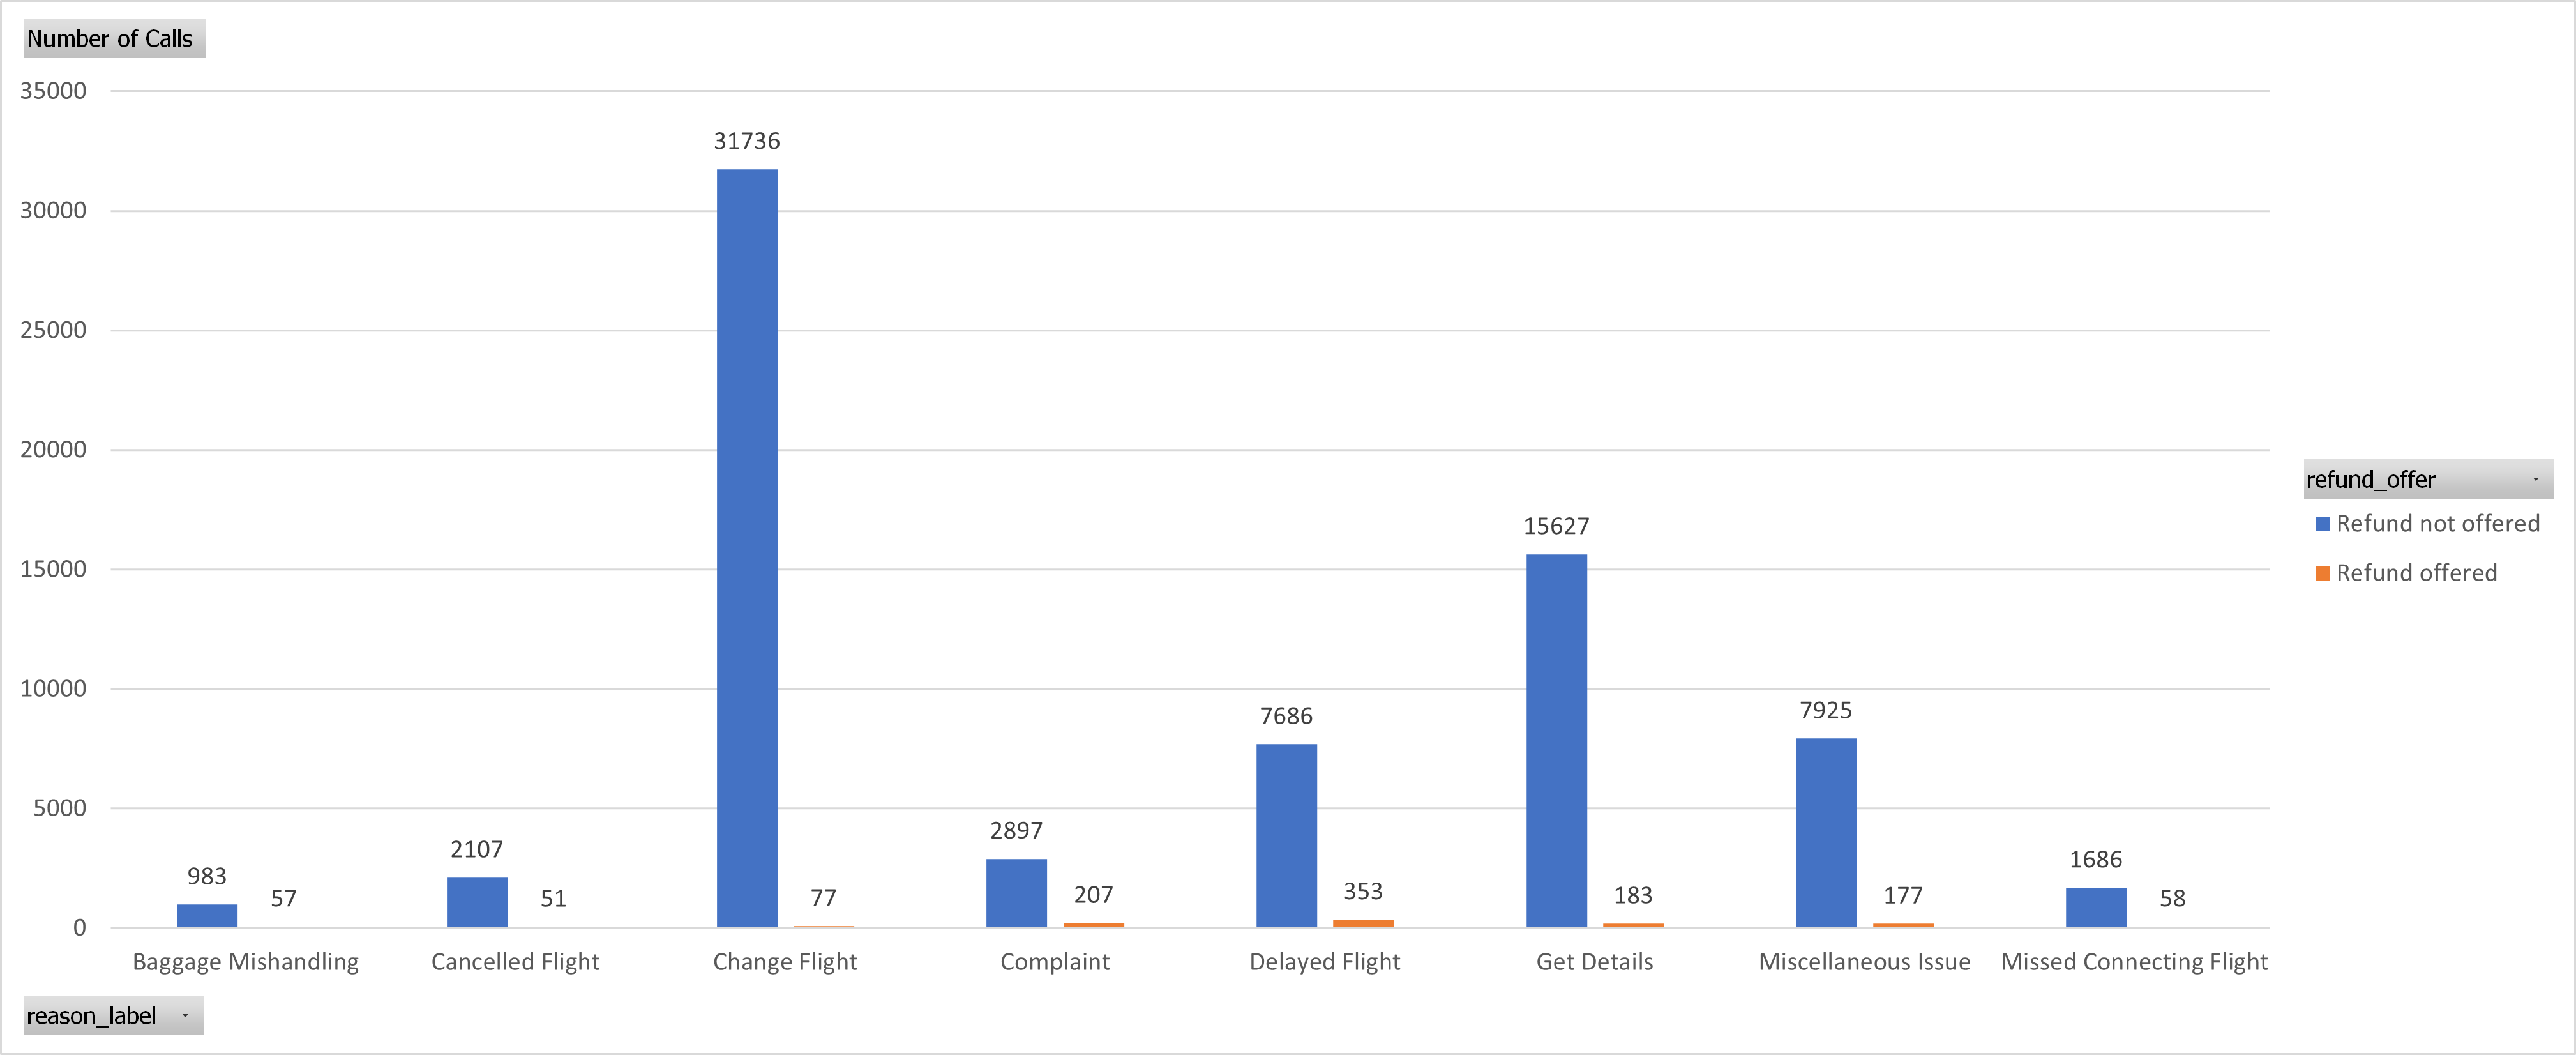 Number of Calls
35000
30000
25000
20000
15000
10000
5000
0
983
57
2107
51
31736
77
2897
207
7686
353
15627
183
7925
177
1686
58
Baggage Mishandling
Cancelled Flight
Change Flight
Complaint
Delayed Flight
Get Details
Miscellaneous Issue
Missed Connecting Flight
refund_offer
Refund not offered
Refund offered
reason_label